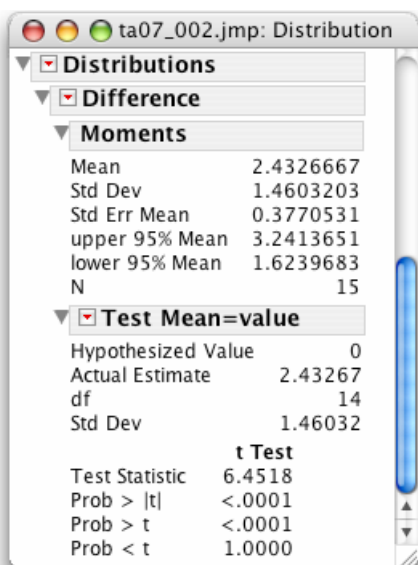 ta07_002.jmp: Distribution
Distributions
Difference
Moments
Mean 2.4326667
Std Dev 1.4603203
Std Err Mean 0.3770531
upper 95% Mean 3.2413651
lower 95% Mean 1.6239683
N 15
Test Mean=value
Hypothesized Value 0
Actual Estimate 2.43267
df 14
Std Dev 1.46032
t Test
Test Statistic 6.4518
Prob > |t| <.0001
Prob > t <.0001
Prob < t 1.0000